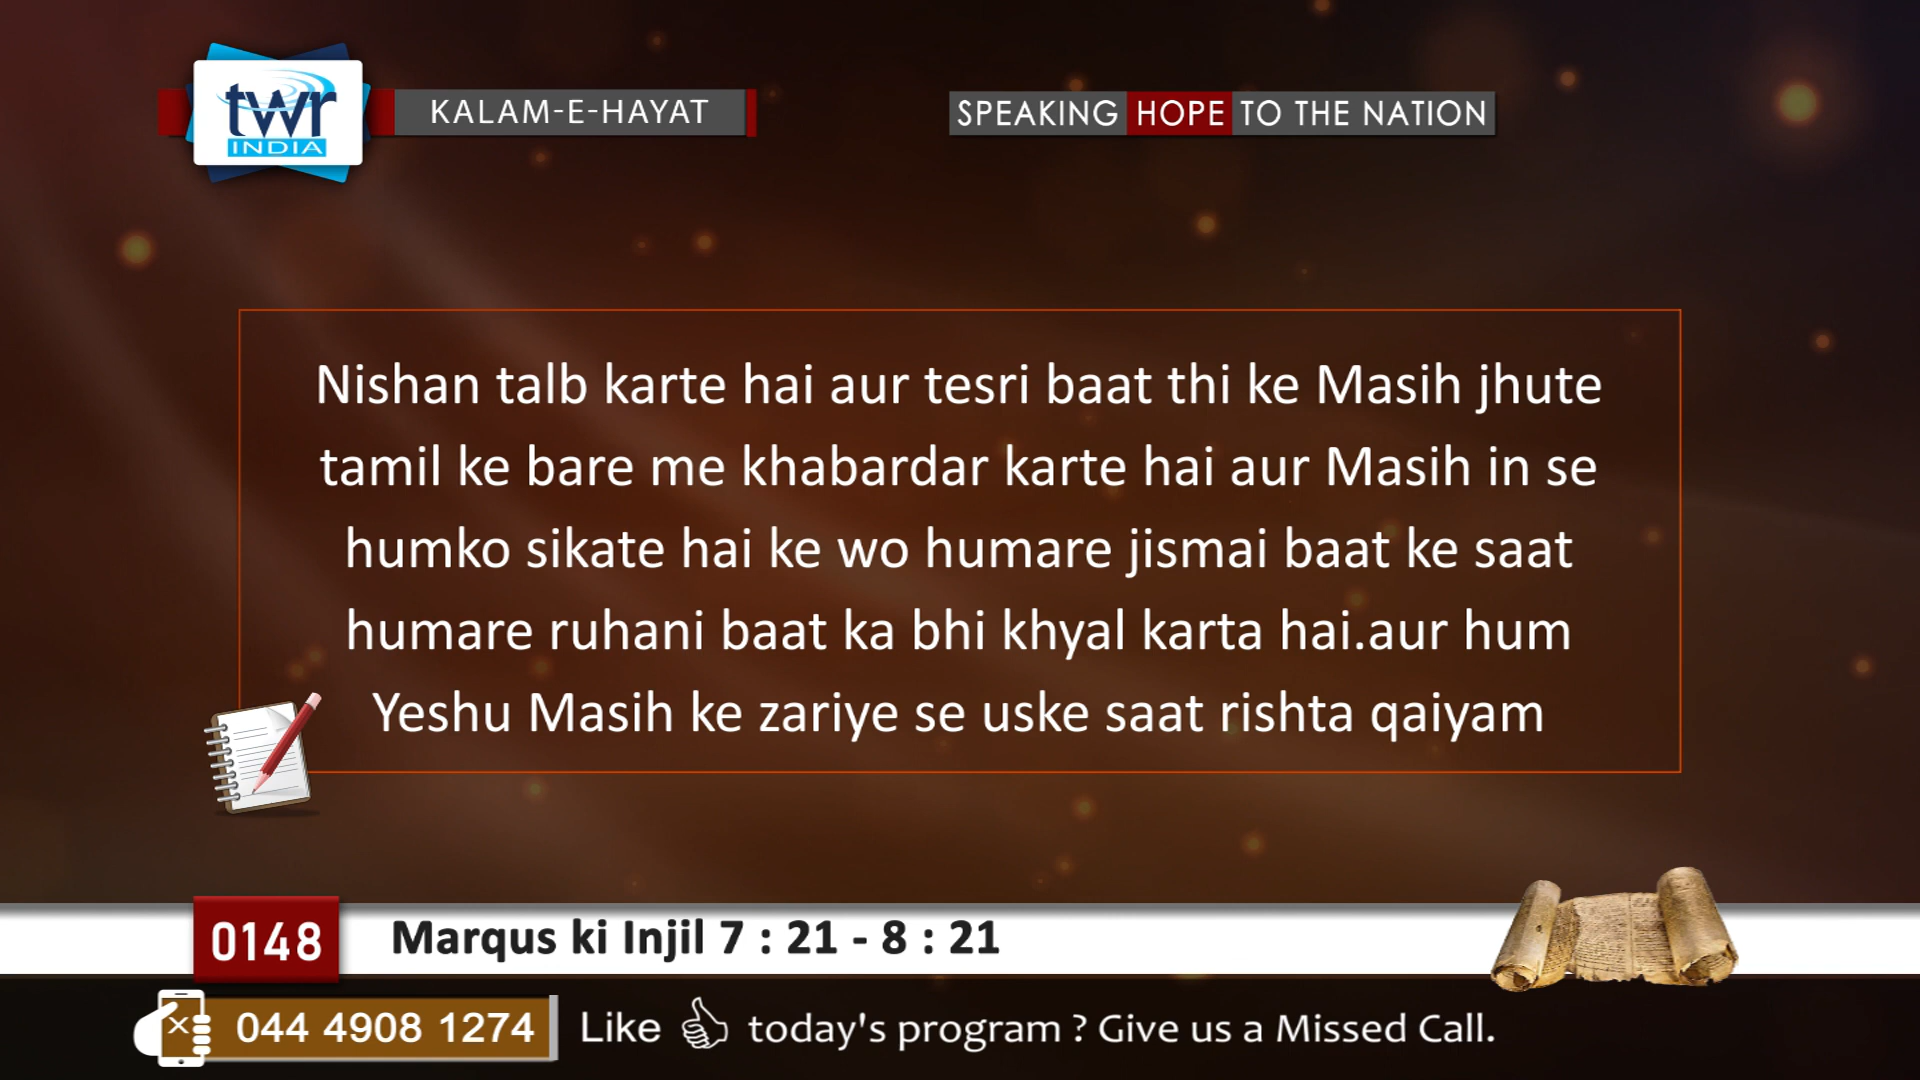 twr
INDIA
KALAM-E-HAYAT
SPEAKING HOPE TO THE NATION
Nishan talb karte hai aur tesri baat thi ke Masih jhute
tamil ke bare me khabardar karte hai aur Masih in se
humko sikate hai ke wo humare jismai baat ke saat
humare ruhani baat ka bhi khyal karta hai.aur hum
Yeshu Masih ke zariye se uske saat rishta qaiyam
0148 Marqus ki Injil 7 : 21 - 8 : 21
044 4908 1274 Like today's program ? Give us a Missed Call.